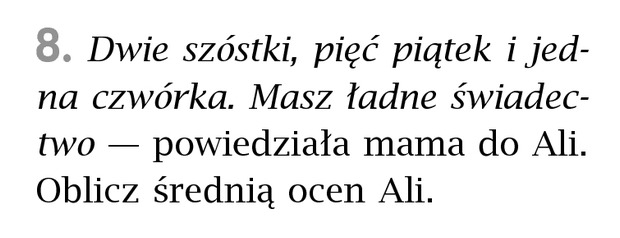 8. Dwie szóstki, pięć piątek i jed-
na czwórka. Masz ładne świadec-
two — powiedziała mama do Ali.
Oblicz średnią ocen Ali.